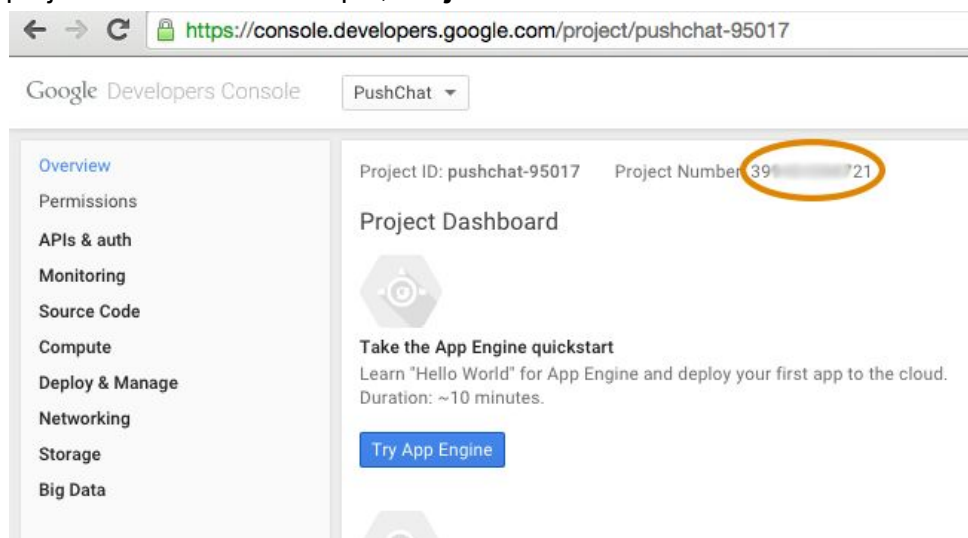 https://console.developers.google.com/project/pushchat-95017
Google Developers Console PushChat
Overview
Permissions
APIs & auth
Monitoring
Source Code
Compute
Deploy & Manage
Networking
Storage
Big Data
Project ID: pushchat-95017 Project Number 39 721
Project Dashboard
Take the App Engine quickstart
Learn "Hello World" for App Engine and deploy your first app to the cloud.
Duration: ~10 minutes.
Try App Engine